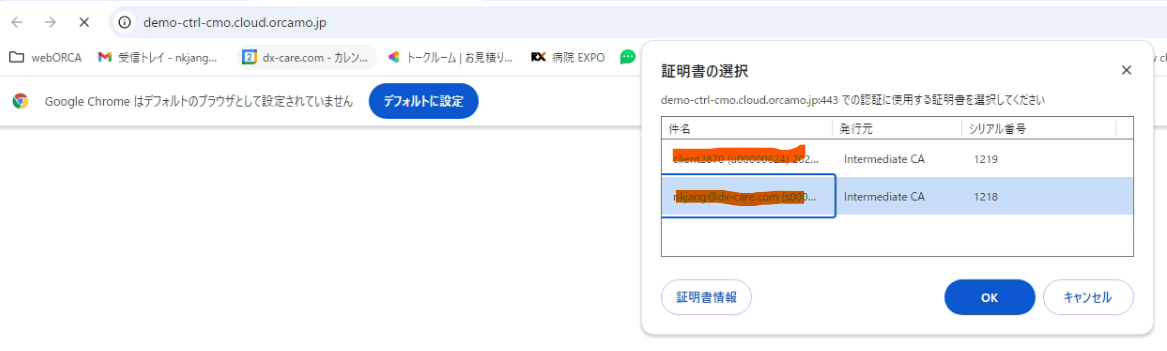 demo-ctrl-cmo.cloud.orcamo.jp
webORCA 受信トレイ - nkjang... 2 dx-care.com - カレン... トークルーム | お見積り... RX 病院 EXPO
Google Chrome はデフォルトのブラウザとして設定されていません デフォルトに設定
証明書の選択
demo-ctrl-cmo.cloud.orcamo.jp:443 での認証に使用する証明書を選択してください
件名 発行元 シリアル番号
Intermediate CA 1219
Intermediate CA 1218
証明書情報 OK キャンセル